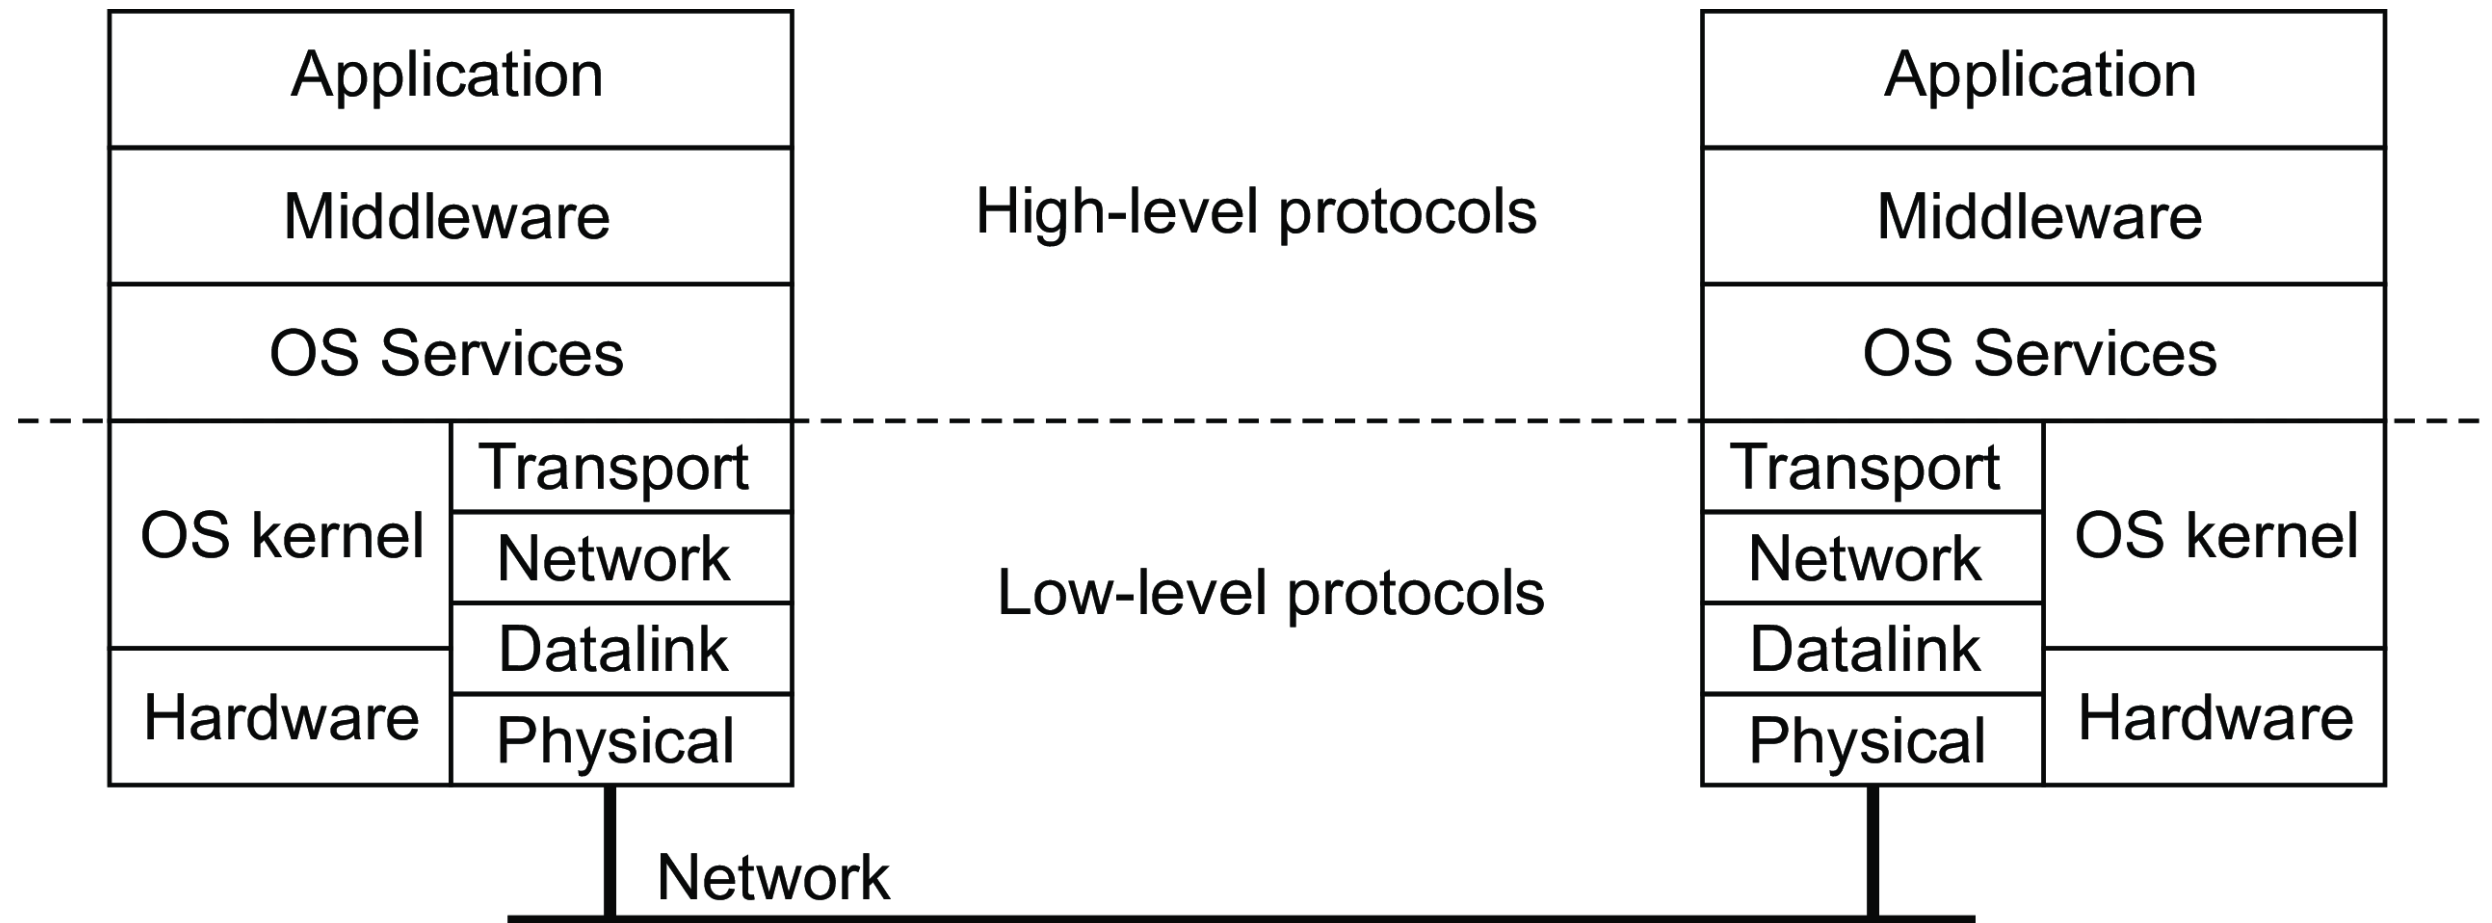 Application
Middleware
OS Services
OS kernel
Hardware
Transport
Network
Datalink
Physical
High-level protocols
Low-level protocols
Network
Application
Middleware
OS Services
Transport
Network
Datalink
Physical
OS kernel
Hardware